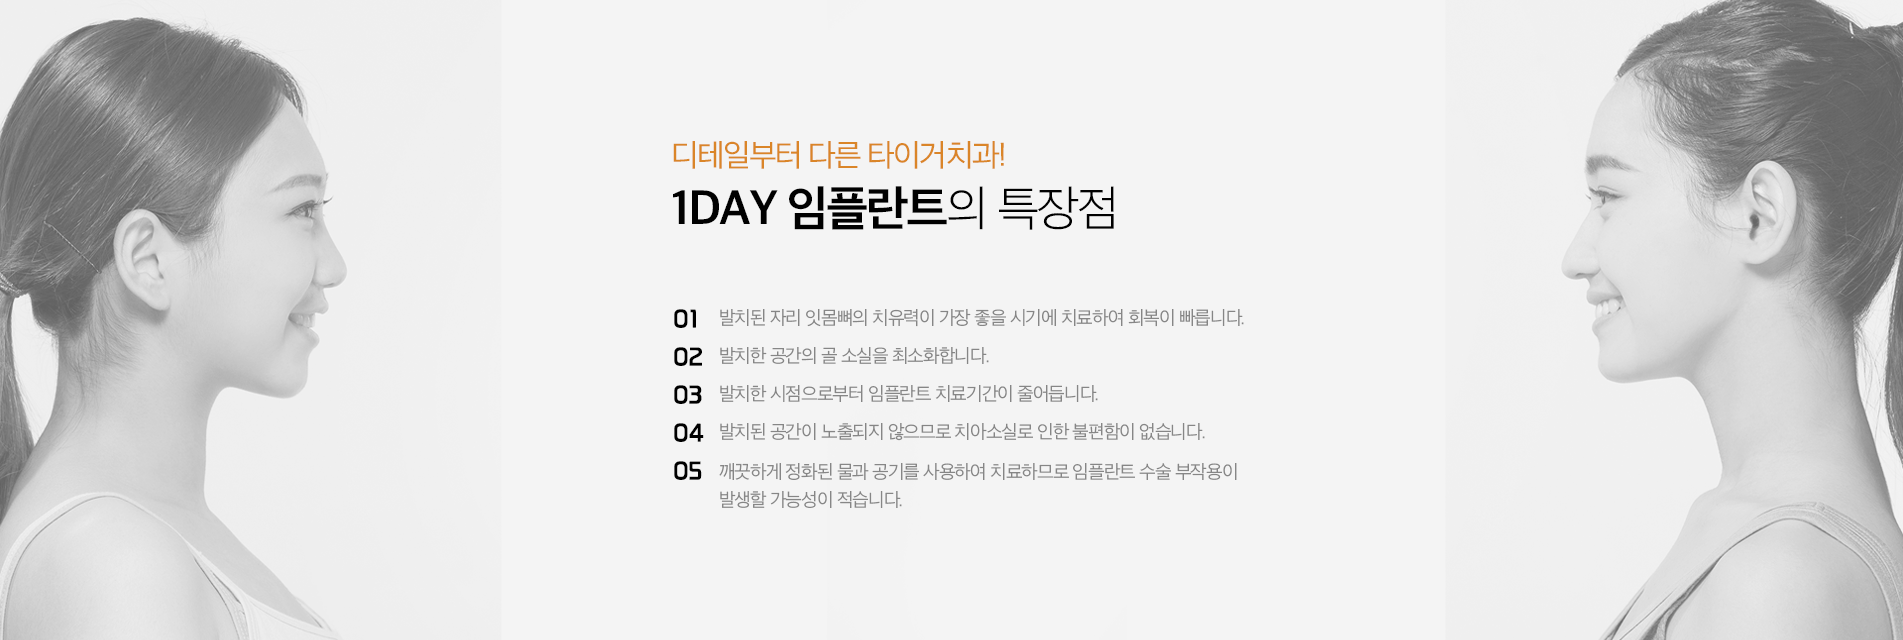 디테일부터 다른 타이거치과!
1DAY 임플란트의 특장점
01 발치된 자리 잇몸뼈의 치유력이 가장 좋을 시기에 치료하여 회복이 빠릅니다.
02 발치한 공간의 골 소실을 최소화합니다.
03 발치한 시점으로부터 임플란트 치료기간이 줄어듭니다.
04 발치된 공간이 노출되지 않으므로 치아소실로 인한 불편함이 없습니다.
05 깨끗하게 정화된 물과 공기를 사용하여 치료하므로 임플란트 수술 부작용이
발생할 가능성이 적습니다.